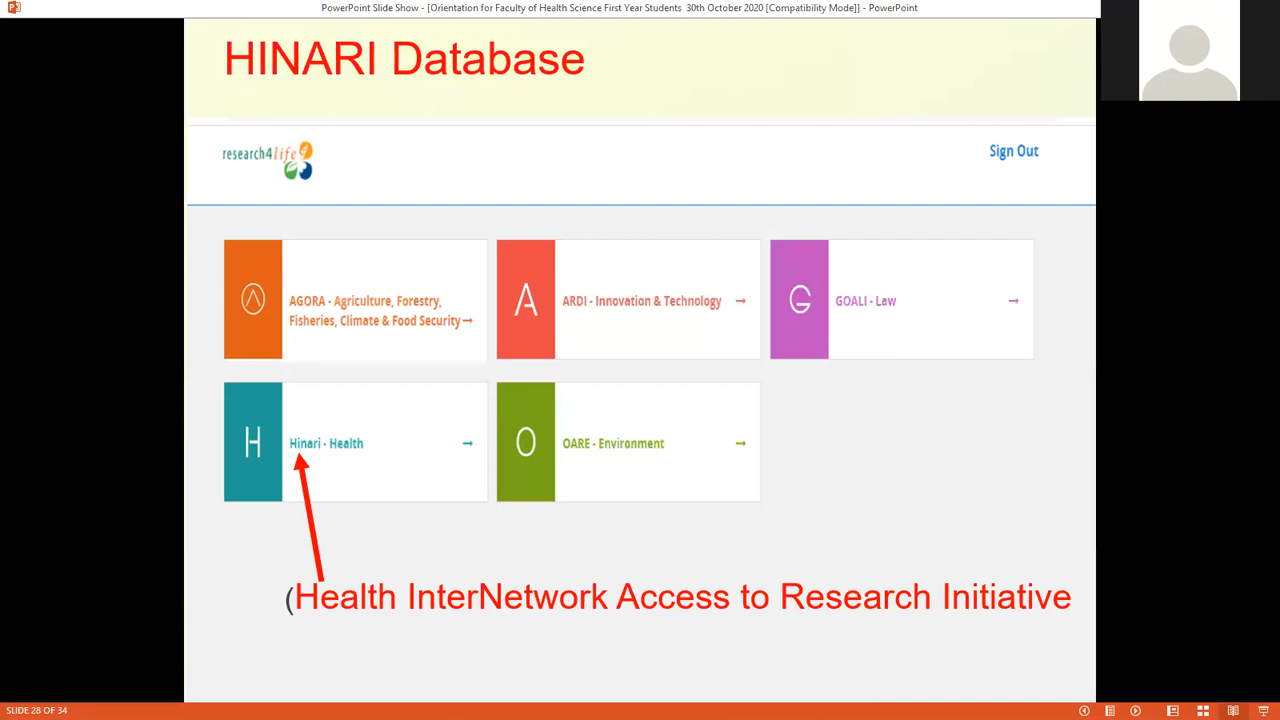 PowerPoint Slide Show - [Orientation for Faculty of Health Science First Year Students  30th October 2020 [Compatibility Mode]] - PowerPoint
HINARI Database
research4life
Sign Out
AGORA - Agriculture, Forestry,
Fisheries, Climate & Food Security→
A
ARDI - Innovation & Technology →
G
GOALI - Law →
H
Hinari - Health →
O
OARE - Environment →
(Health InterNetwork Access to Research Initiative
SLIDE 28 OF 34